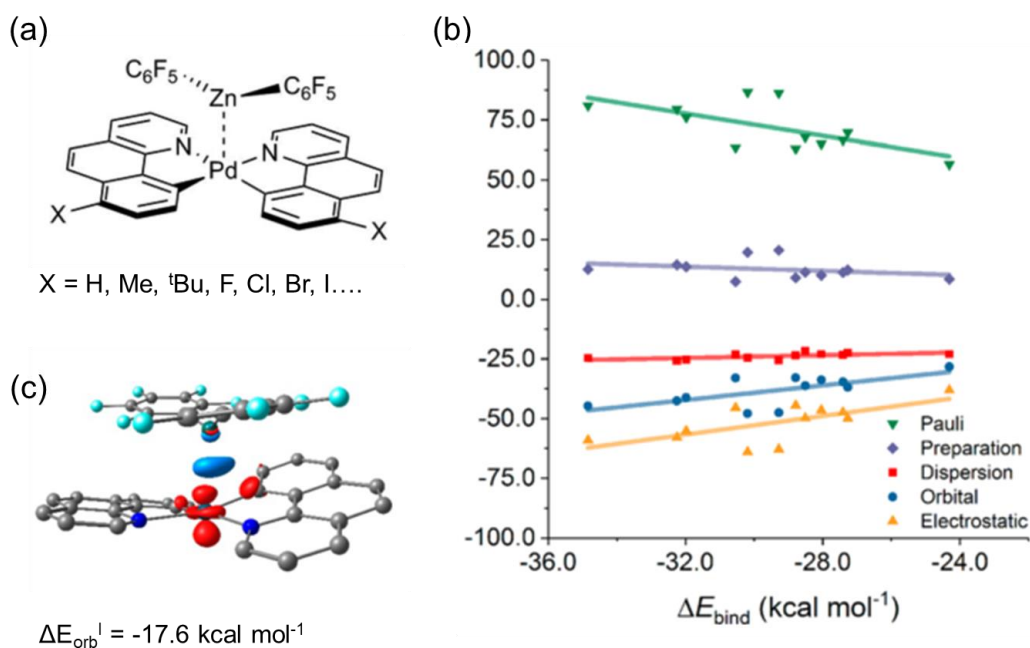 (a)
C₆F₅
C₆F₅
Zn
N
N
Pd
X
X
X = H, Me, ᵗBu, F, Cl, Br, I....
(b)
100.0
75.0
50.0
25.0
0.0
-25.0
-50.0
-75.0
-100.0
Pauli
Preparation
Dispersion
Orbital
Electrostatic
-36.0
-32.0
-28.0
-24.0
ΔE_bind (kcal mol⁻¹)
(c)
ΔE_orb^I = -17.6 kcal mol⁻¹